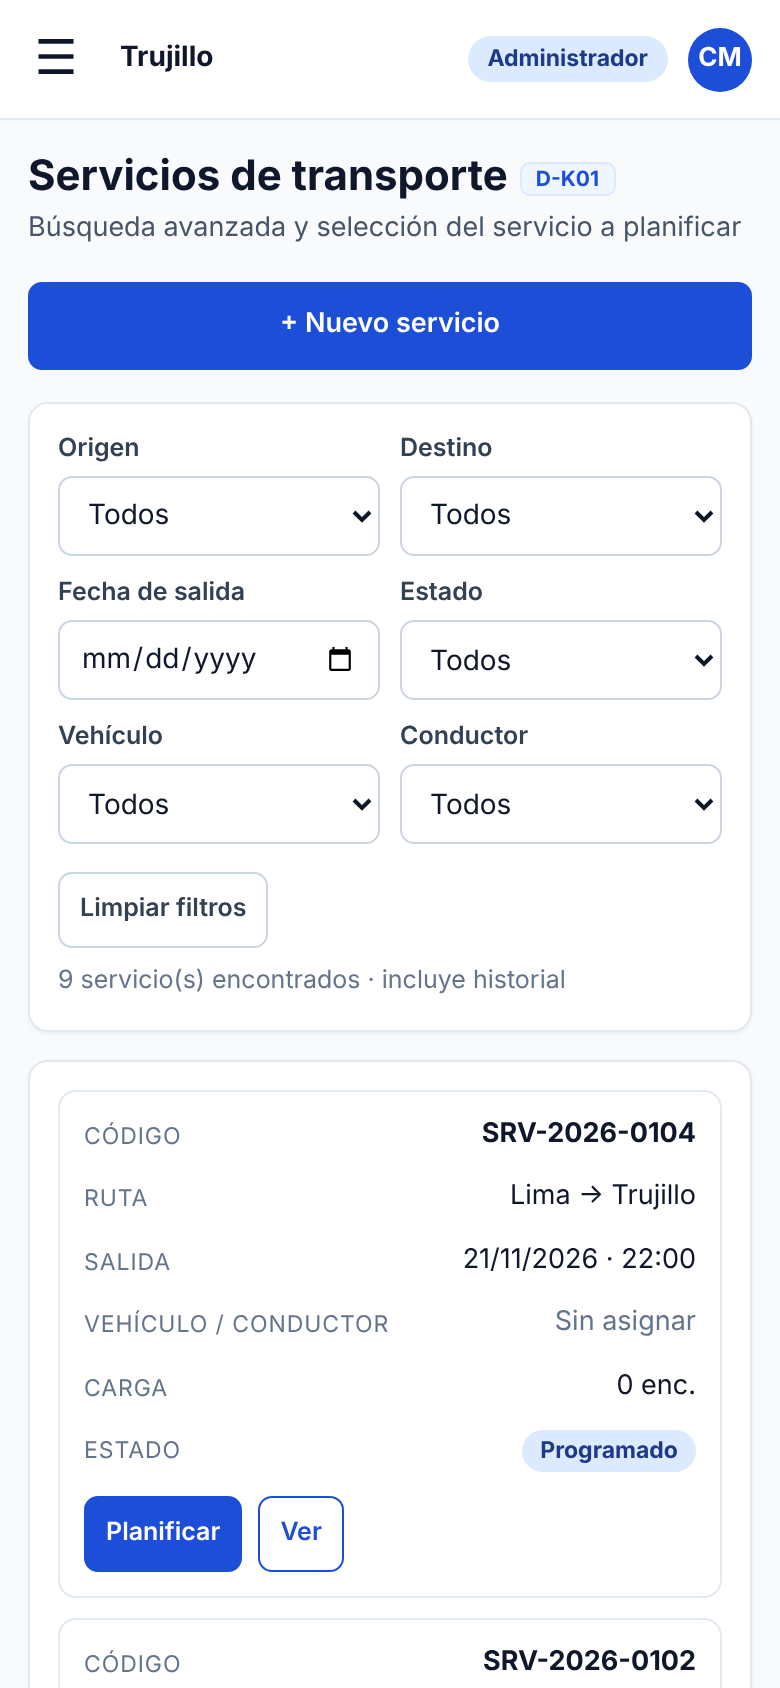 ☰ Trujillo Administrador CM
Servicios de transporte D-K01
Búsqueda avanzada y selección del servicio a planificar
+ Nuevo servicio
Origen Destino
Todos Todos
Fecha de salida Estado
mm/dd/yyyy Todos
Vehículo Conductor
Todos Todos
Limpiar filtros
9 servicio(s) encontrados · incluye historial
CÓDIGO SRV-2026-0104
RUTA Lima → Trujillo
SALIDA 21/11/2026 · 22:00
VEHÍCULO / CONDUCTOR Sin asignar
CARGA 0 enc.
ESTADO Programado
Planificar Ver
CÓDIGO SRV-2026-0102